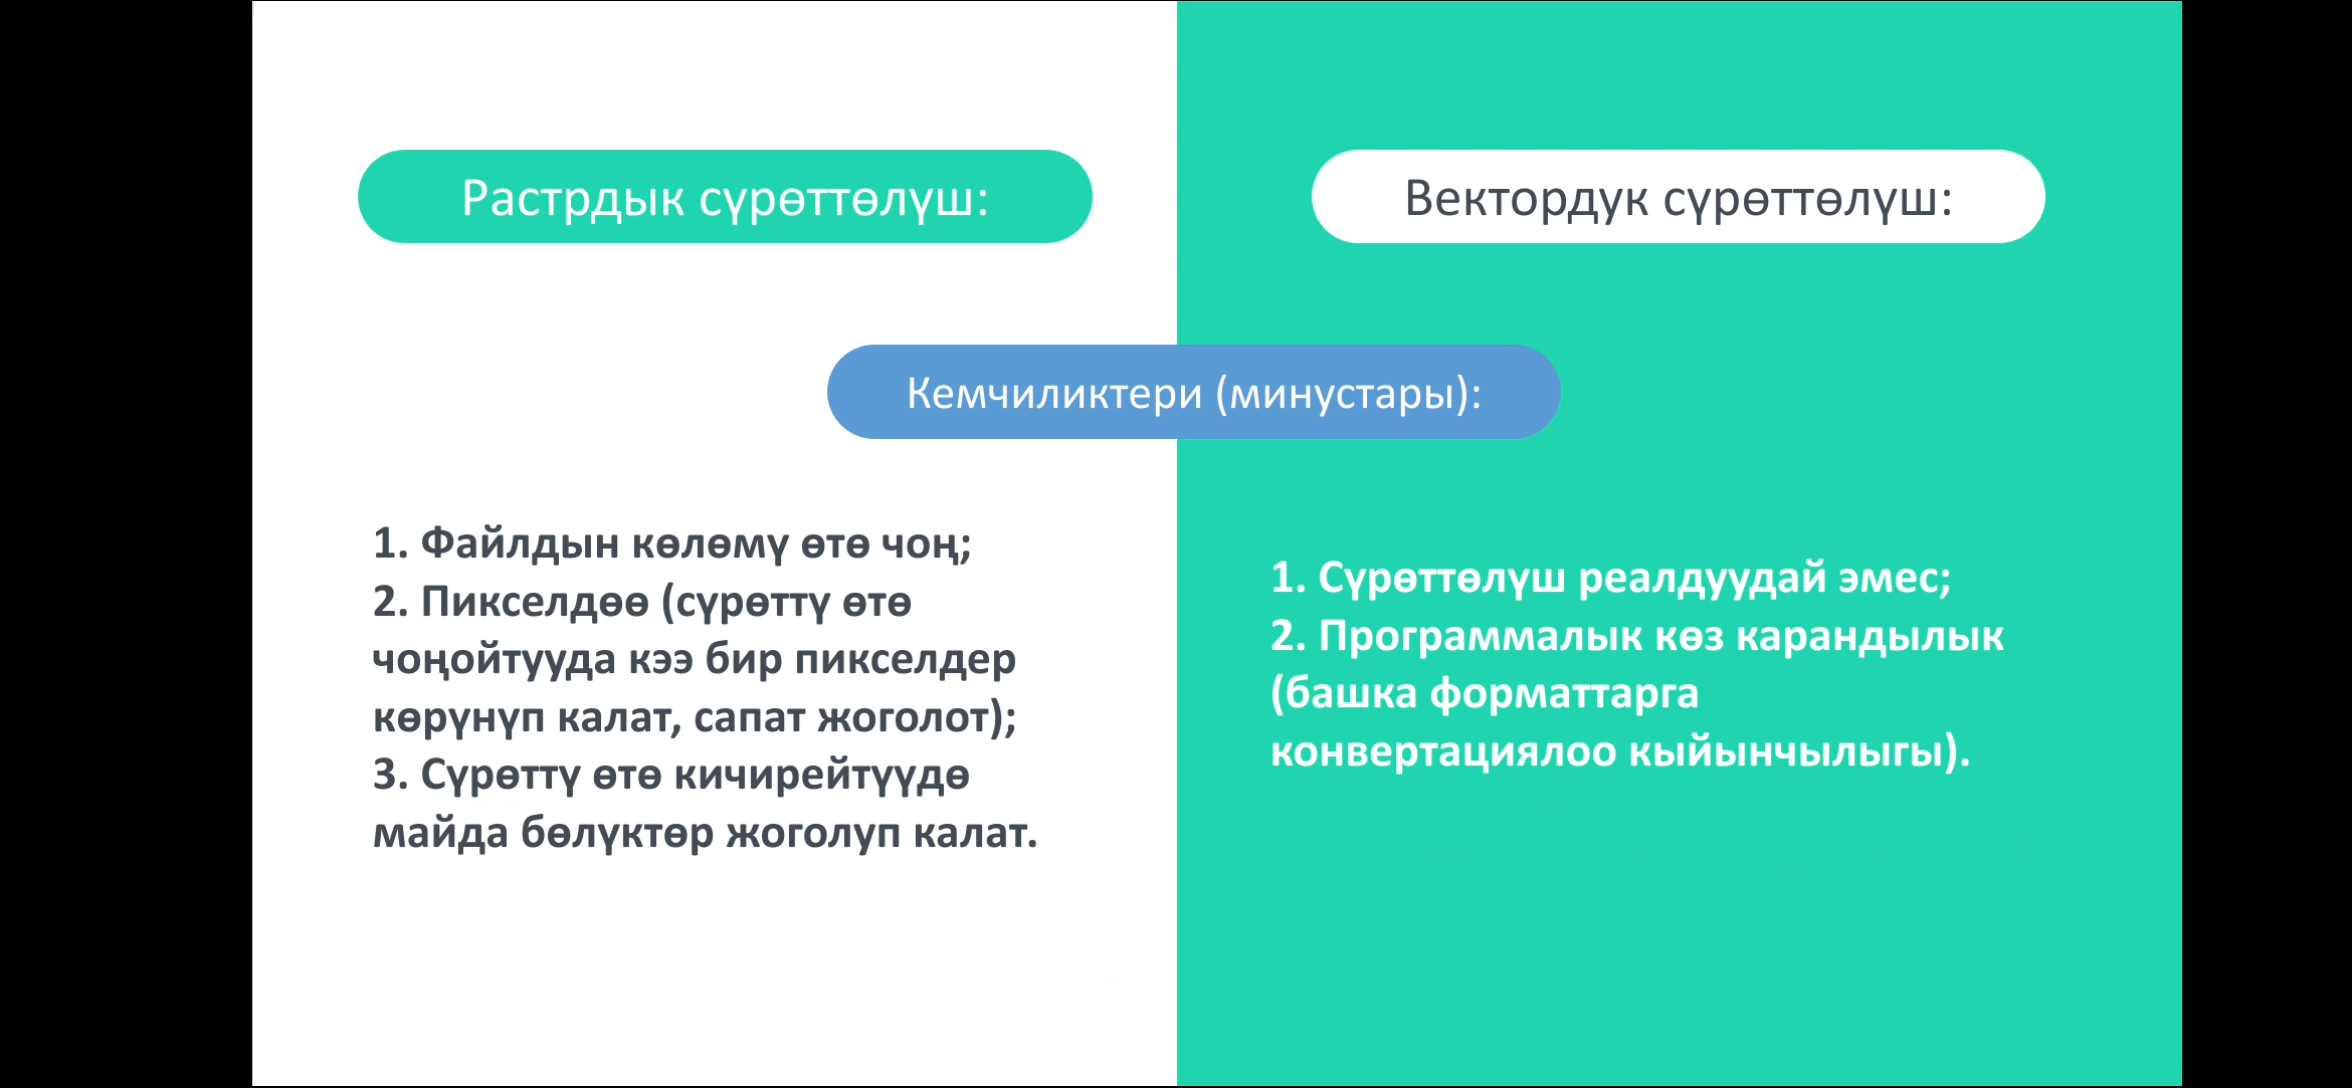 Растрдык сүрөттөлүш:
Вектордук сүрөттөлүш:
Кемчиликтери (минустары):
1. Файлдын көлөмү өтө чоң;
2. Пикселдөө (сүрөттү өтө
чоңойтууда кээ бир пикселдер
көрүнүп калат, сапат жоголот);
3. Сүрөттү өтө кичирейтүүдө
майда бөлүктөр жоголуп калат.
1. Сүрөттөлүш реалдуудай эмес;
2. Программалык көз карандылык
(башка форматтарга
конвертациялоо кыйынчылыгы).